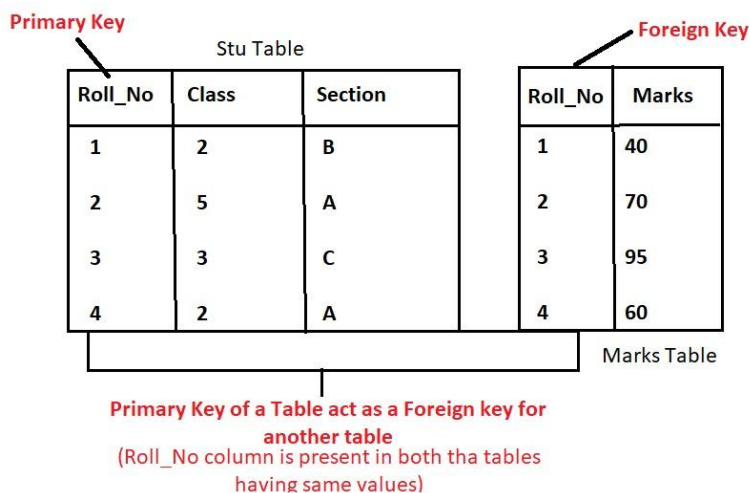 Primary Key
Foreign Key
Stu Table
Roll_No Class Section
1 2 B
2 5 A
3 3 C
4 2 A
Roll_No Marks
1 40
2 70
3 95
4 60
Marks Table
Primary Key of a Table act as a Foreign key for
another table
(Roll_No column is present in both tha tables
having same values)